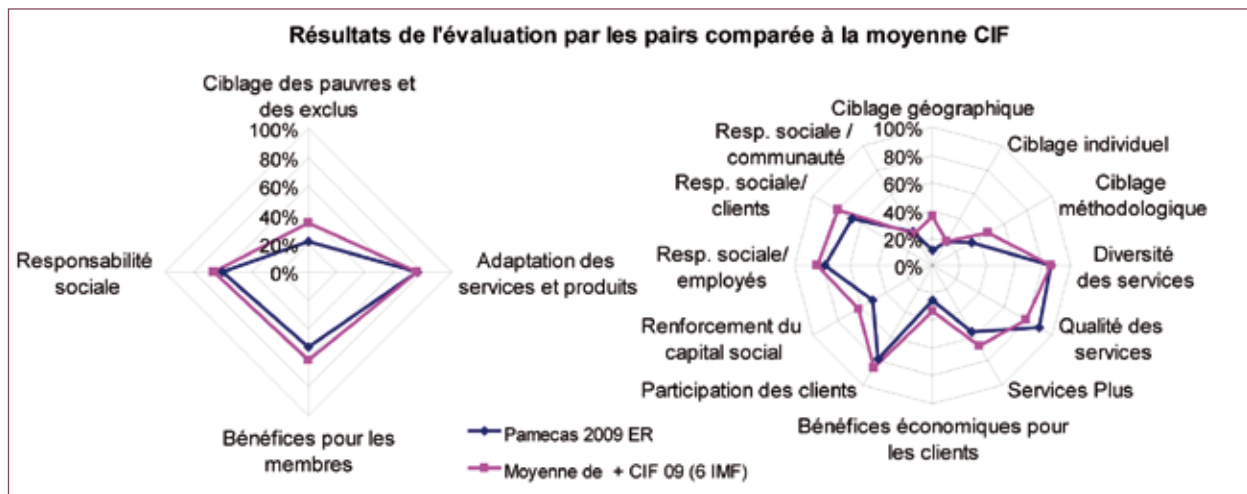 Résultats de l'évaluation par les pairs comparée à la moyenne CIF
Ciblage des pauvres et
des exclus
100%
80%
60%
40%
20%
0%
Responsabilité
sociale
Adaptation des
services et produits
Bénéfices pour les
membres
Ciblage géographique
100%
80%
60%
40%
20%
0%
Ciblage individuel
Ciblage
méthodologique
Diversité
des services
Qualité des
services
Services Plus
Bénéfices économiques pour
les clients
Participation des clients
Renforcement du
capital social
Resp. sociale/
employés
Resp. sociale/
clients
Resp. sociale /
communauté
Pamecas 2009 ER
Moyenne de + CIF 09 (6 IMF)